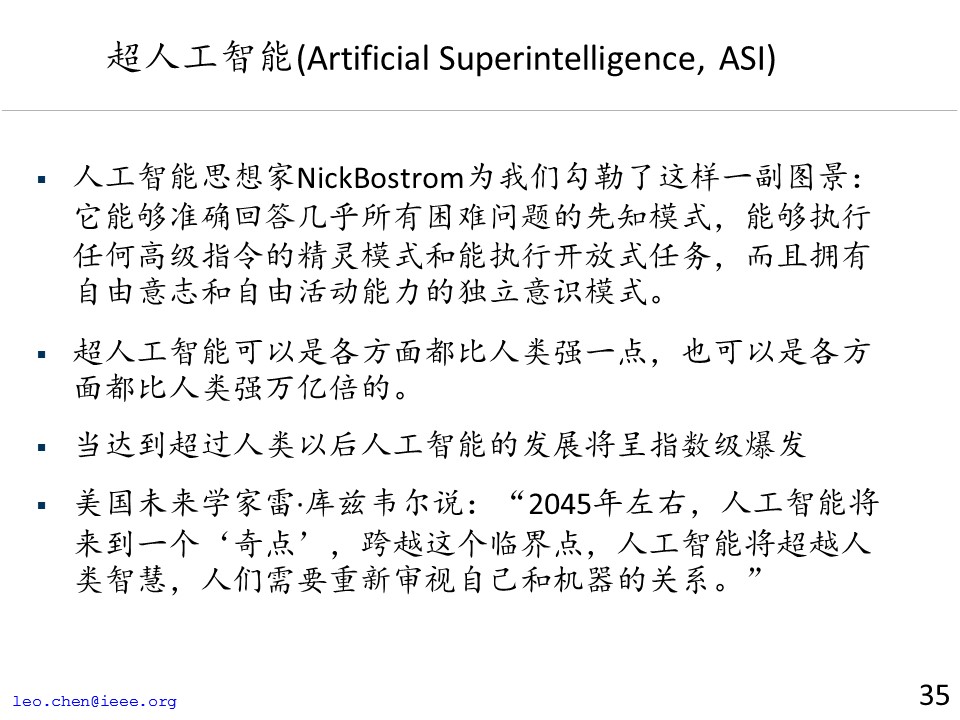 超人工智能(Artificial Superintelligence, ASI)
▪ 人工智能思想家NickBostrom为我们勾勒了这样一副图景：
它能够准确回答几乎所有困难问题的先知模式，能够执行
任何高级指令的精灵模式和能执行开放式任务，而且拥有
自由意志和自由活动能力的独立意识模式。
▪ 超人工智能可以是各方面都比人类强一点，也可以是各方
面都比人类强万亿倍的。
▪ 当达到超过人类以后人工智能的发展将呈指数级爆发
▪ 美国未来学家雷·库兹韦尔说：“2045年左右，人工智能将
来到一个‘奇点’，跨越这个临界点，人工智能将超越人
类智慧，人们需要重新审视自己和机器的关系。”
leo.chen@ieee.org
35